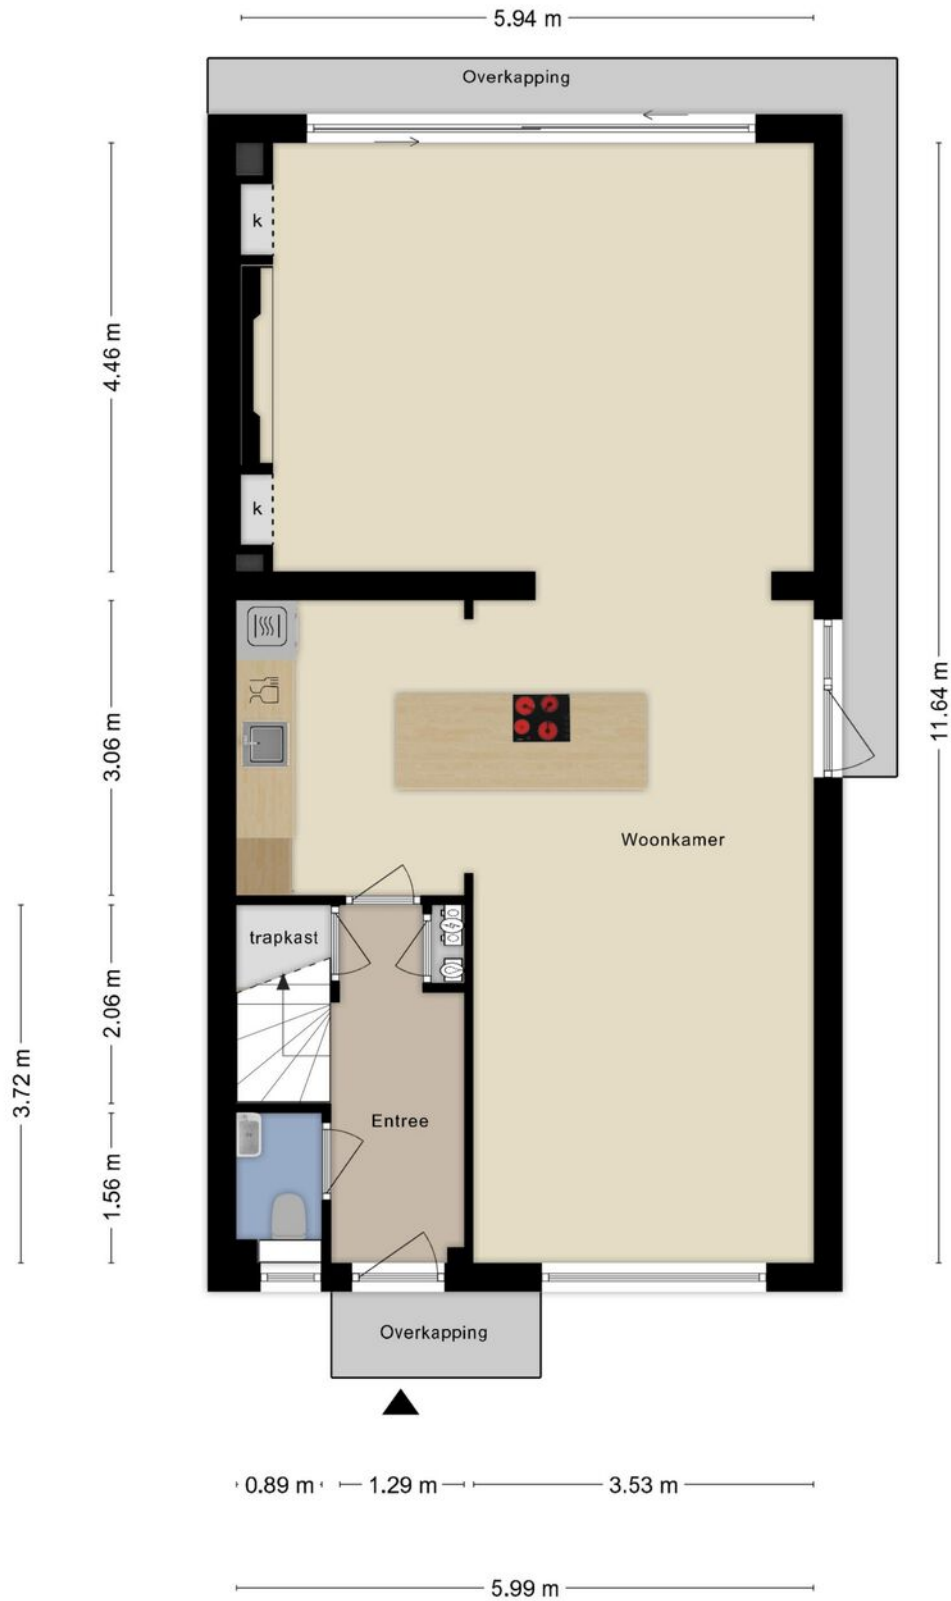 5.94 m
Overkapping
k
4.46 m
k
11.64 m
3.06 m
Woonkamer
trapkast
2.06 m
3.72 m
Entree
1.56 m
Overkapping
0.89 m
1.29 m
3.53 m
5.99 m